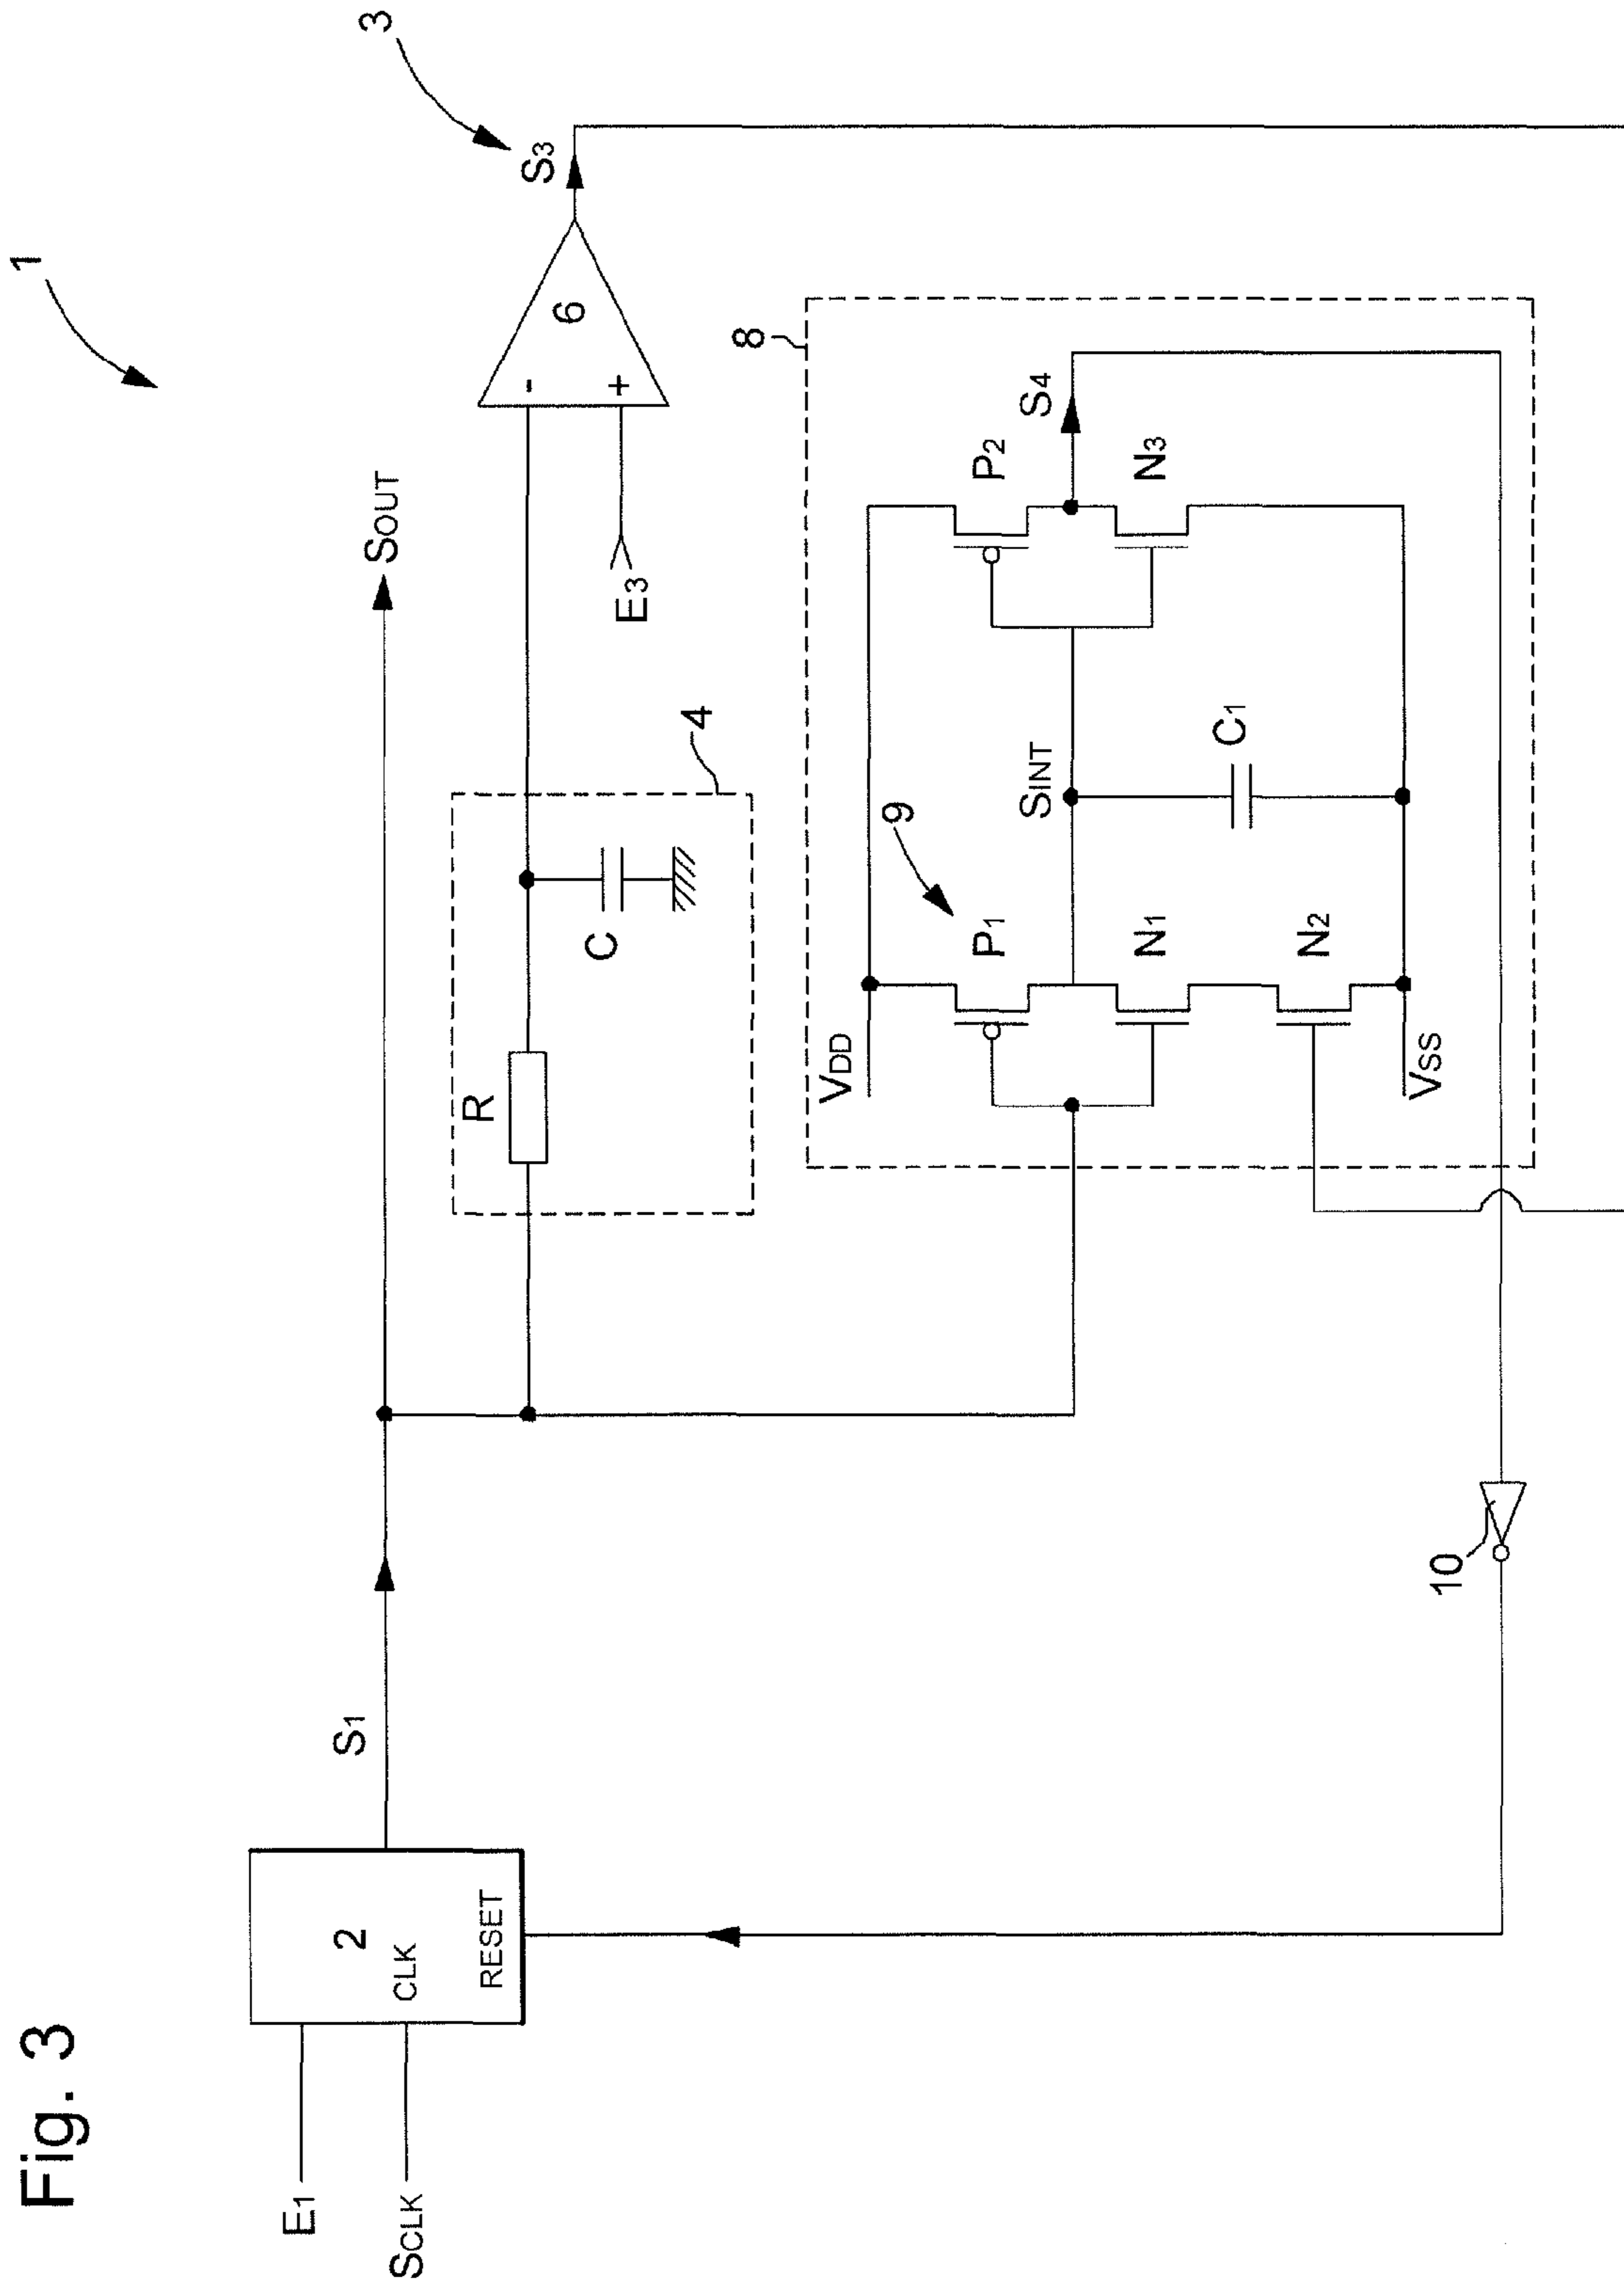 Fig. 3
1
3
E1
SCLK
2
CLK
RESET
S1
SOUT
R
C
4
-
+
6
E3
S3
8
VDD
VSS
9
P1
N1
N2
SINT
C1
P2
N3
S4
10